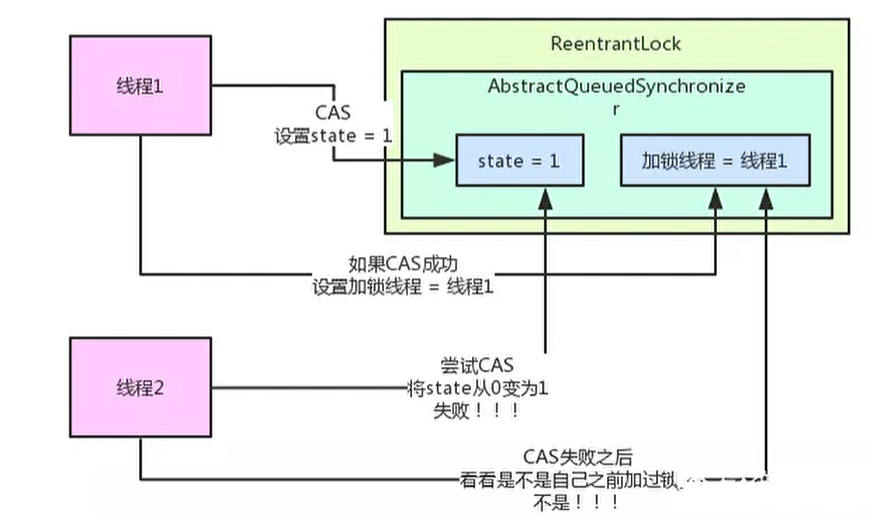 ReentrantLock
AbstractQueuedSynchronize
r
线程1
CAS
设置state = 1
state = 1
加锁线程 = 线程1
如果CAS成功
设置加锁线程 = 线程1
线程2
尝试CAS
将state从0变为1
失败！！！
CAS失败之后
看看是不是自己之前加过锁
不是！！！